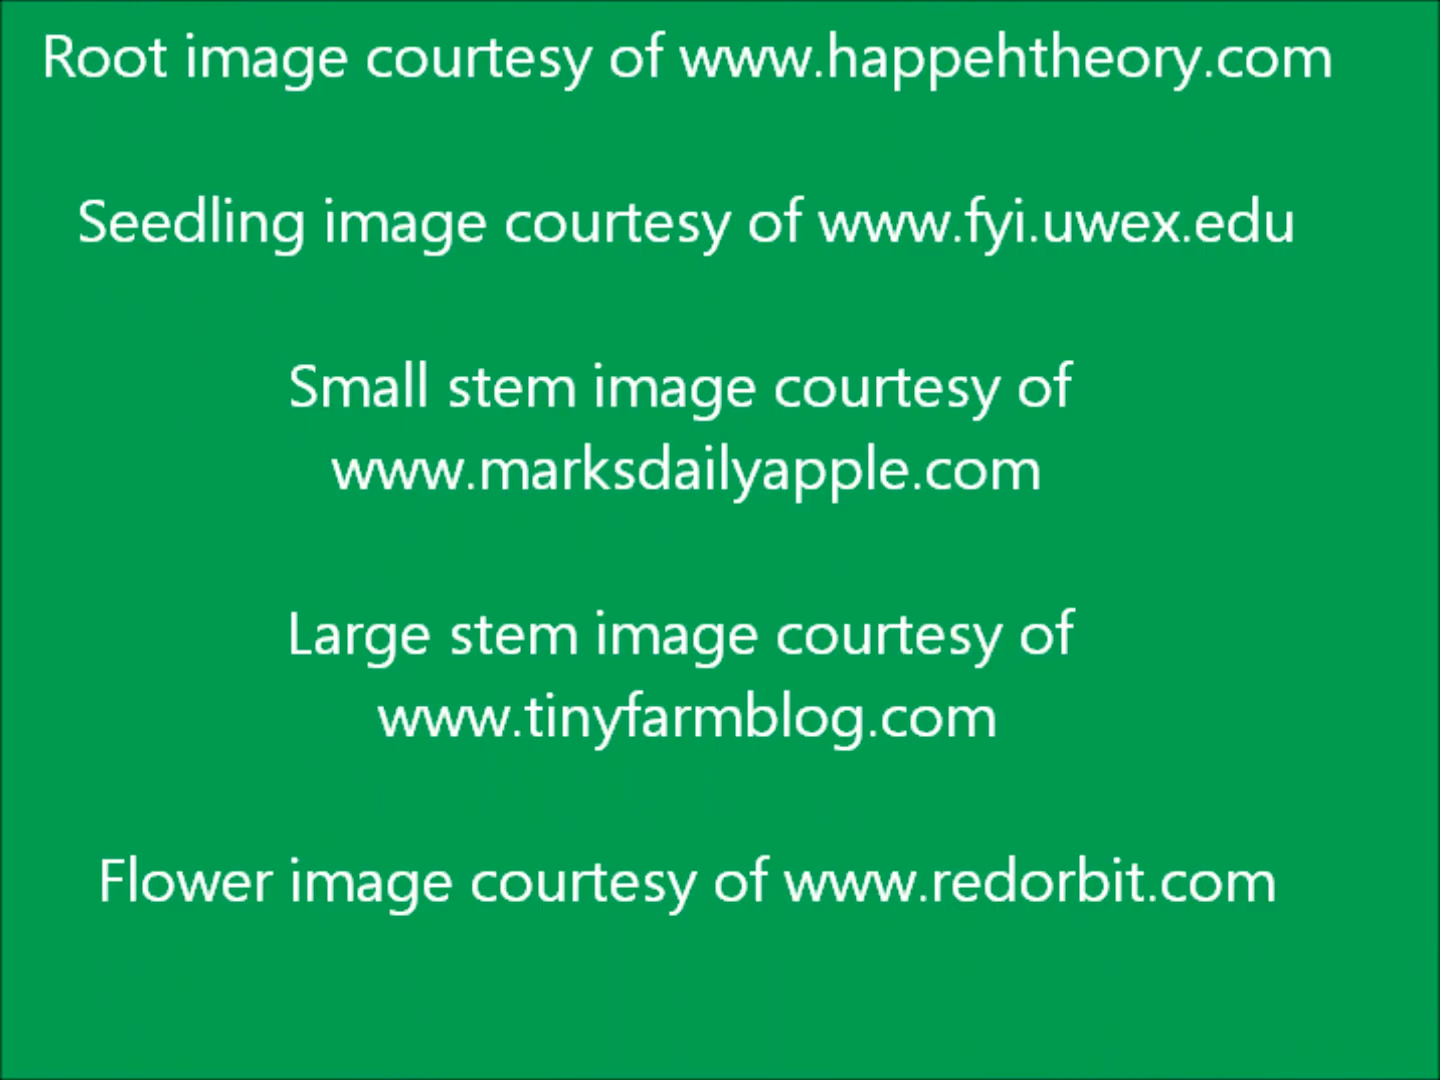 Root image courtesy of www.happehtheory.com
Seedling image courtesy of www.fyi.uwex.edu
Small stem image courtesy of
www.marksdailyapple.com
Large stem image courtesy of
www.tinyfarmblog.com
Flower image courtesy of www.redorbit.com